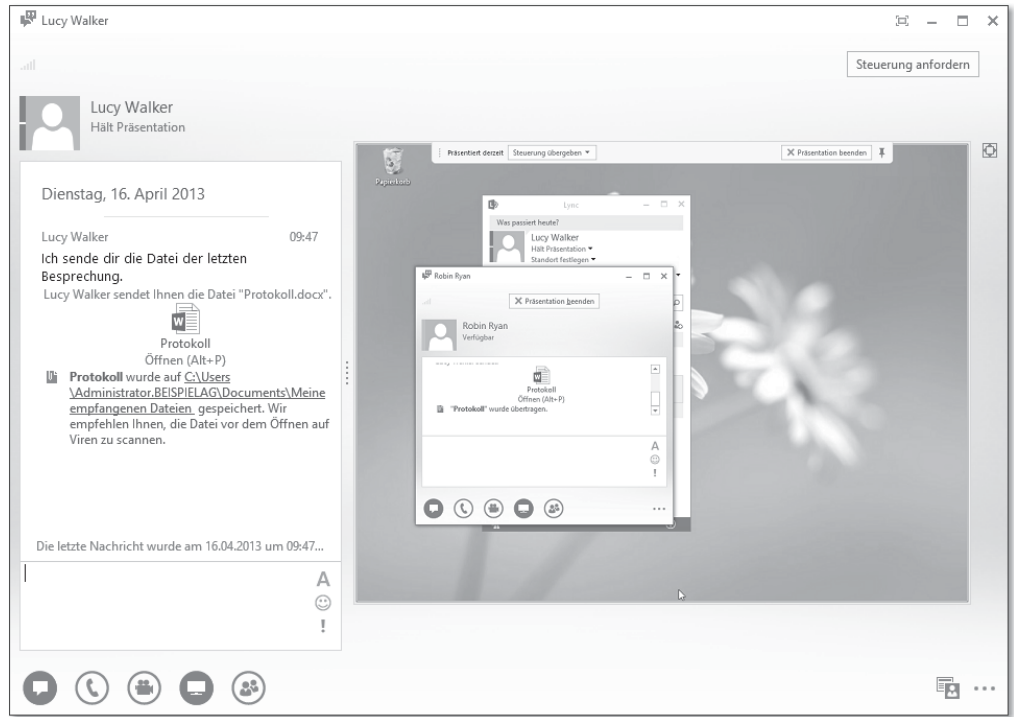 Lucy Walker
Steuerung anfordern
Lucy Walker
Hält Präsentation
Dienstag, 16. April 2013
Lucy Walker 09:47
Ich sende dir die Datei der letzten
Besprechung.
Lucy Walker sendet Ihnen die Datei "Protokoll.docx".
Protokoll
Öffnen (Alt+P)
Protokoll wurde auf C:\Users
\Administrator.BEISPIELAG\Documents\Meine
empfangenen Dateien gespeichert. Wir
empfehlen Ihnen, die Datei vor dem Öffnen auf
Viren zu scannen.
Die letzte Nachricht wurde am 16.04.2013 um 09:47...
A
!
Präsentiert derzeit Steuerung übergeben Präsentation beenden
Papierkorb
Lync
Was passiert heute?
Lucy Walker
Hält Präsentation
Standort festlegen
Robin Ryan
Präsentation beenden
Robin Ryan
Verfügbar
Protokoll
Öffnen (Alt+P)
"Protokoll" wurde übertragen.
A
!